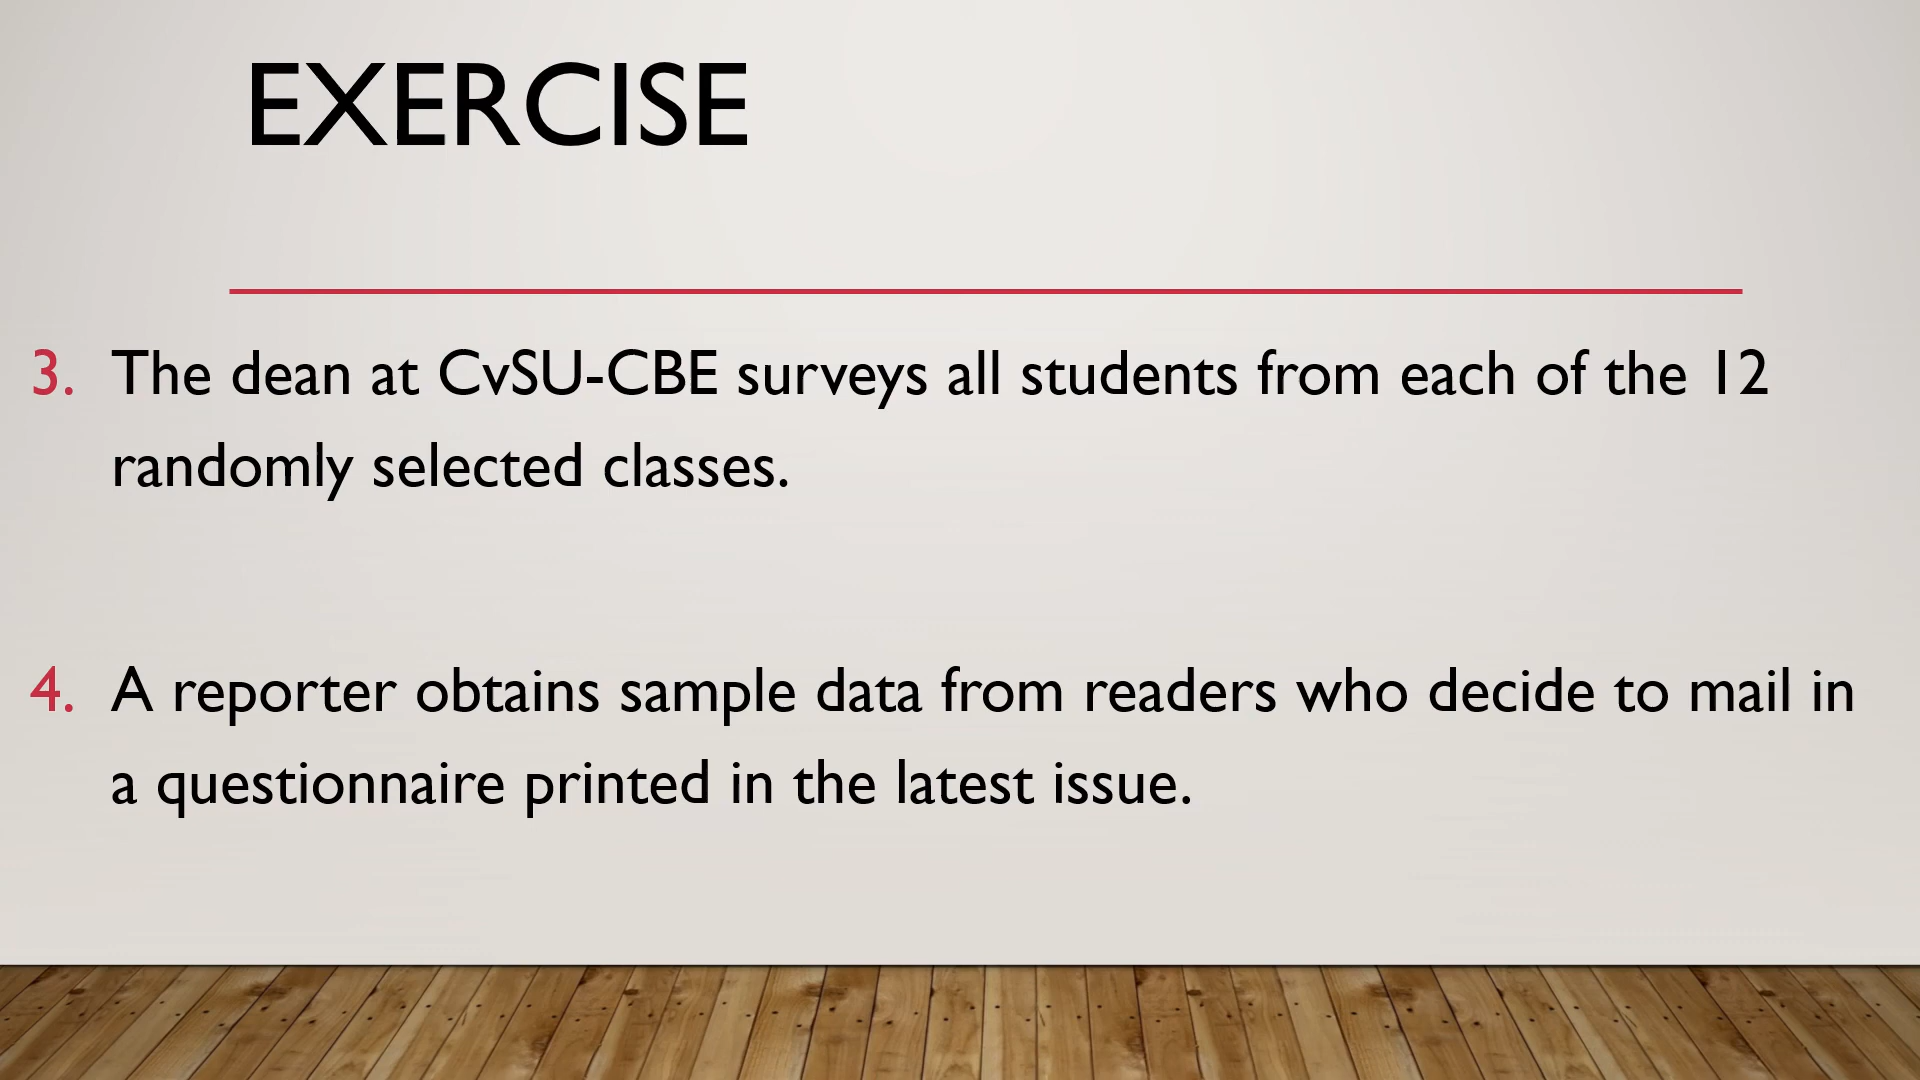 EXERCISE
3. The dean at CvSU-CBE surveys all students from each of the 12
randomly selected classes.
4. A reporter obtains sample data from readers who decide to mail in
a questionnaire printed in the latest issue.